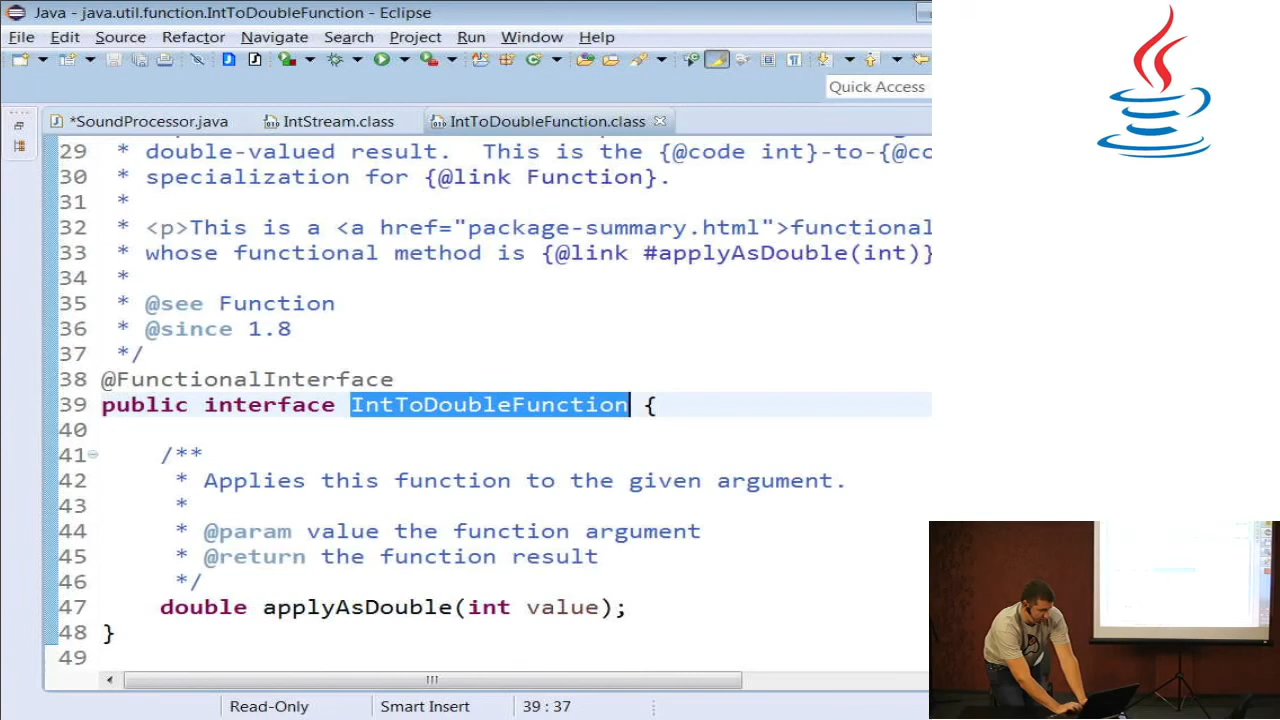 Java - java.util.function.IntToDoubleFunction - Eclipse
File Edit Source Refactor Navigate Search Project Run Window Help
Quick Access
*SoundProcessor.java IntStream.class IntToDoubleFunction.class
29 * double-valued result. This is the {@code int}-to-{@co
30 * specialization for {@link Function}.
31 *
32 * <p>This is a <a href="package-summary.html">functional
33 * whose functional method is {@link #applyAsDouble(int)}
34 *
35 * @see Function
36 * @since 1.8
37 */
38 @FunctionalInterface
39 public interface IntToDoubleFunction {
40
41 /**
42 * Applies this function to the given argument.
43 *
44 * @param value the function argument
45 * @return the function result
46 */
47 double applyAsDouble(int value);
48 }
49
Read-Only Smart Insert 39 : 37